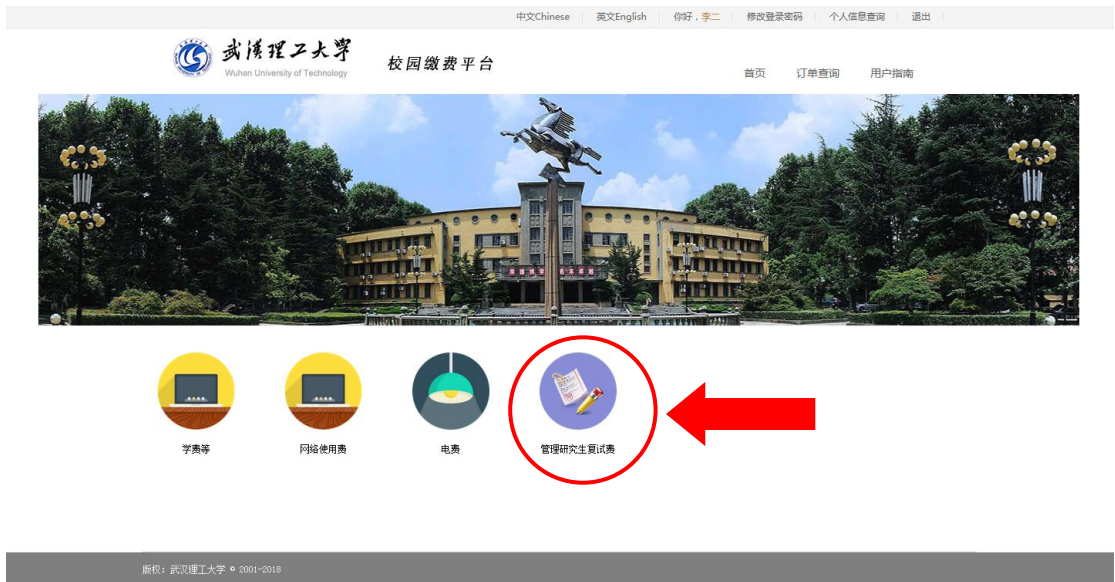 中文Chinese 英文English 你好，李二 修改登录密码 个人信息查询 退出
武漢理工大學
Wuhan University of Technology
校园缴费平台
首页 订单查询 用户指南
学费等 网络使用费 电费 管理研究生复试费
版权：武汉理工大学 © 2001-2018